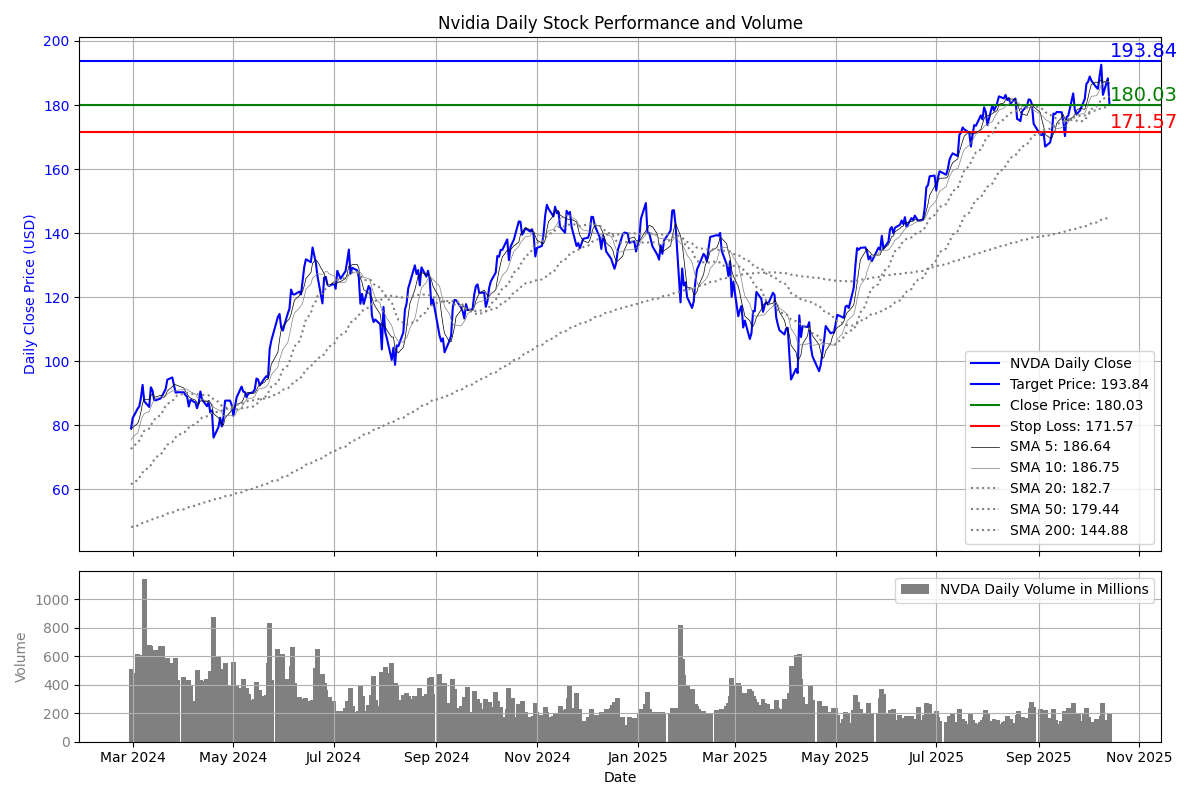 Nvidia Daily Stock Performance and Volume
Daily Close Price (USD)
200
180
160
140
120
100
80
60
193.84
180.03
171.57
NVDA Daily Close
Target Price: 193.84
Close Price: 180.03
Stop Loss: 171.57
SMA 5: 186.64
SMA 10: 186.75
SMA 20: 182.7
SMA 50: 179.44
SMA 200: 144.88
Volume
1000
800
600
400
200
0
NVDA Daily Volume in Millions
Mar 2024 May 2024 Jul 2024 Sep 2024 Nov 2024 Jan 2025 Mar 2025 May 2025 Jul 2025 Sep 2025 Nov 2025
Date